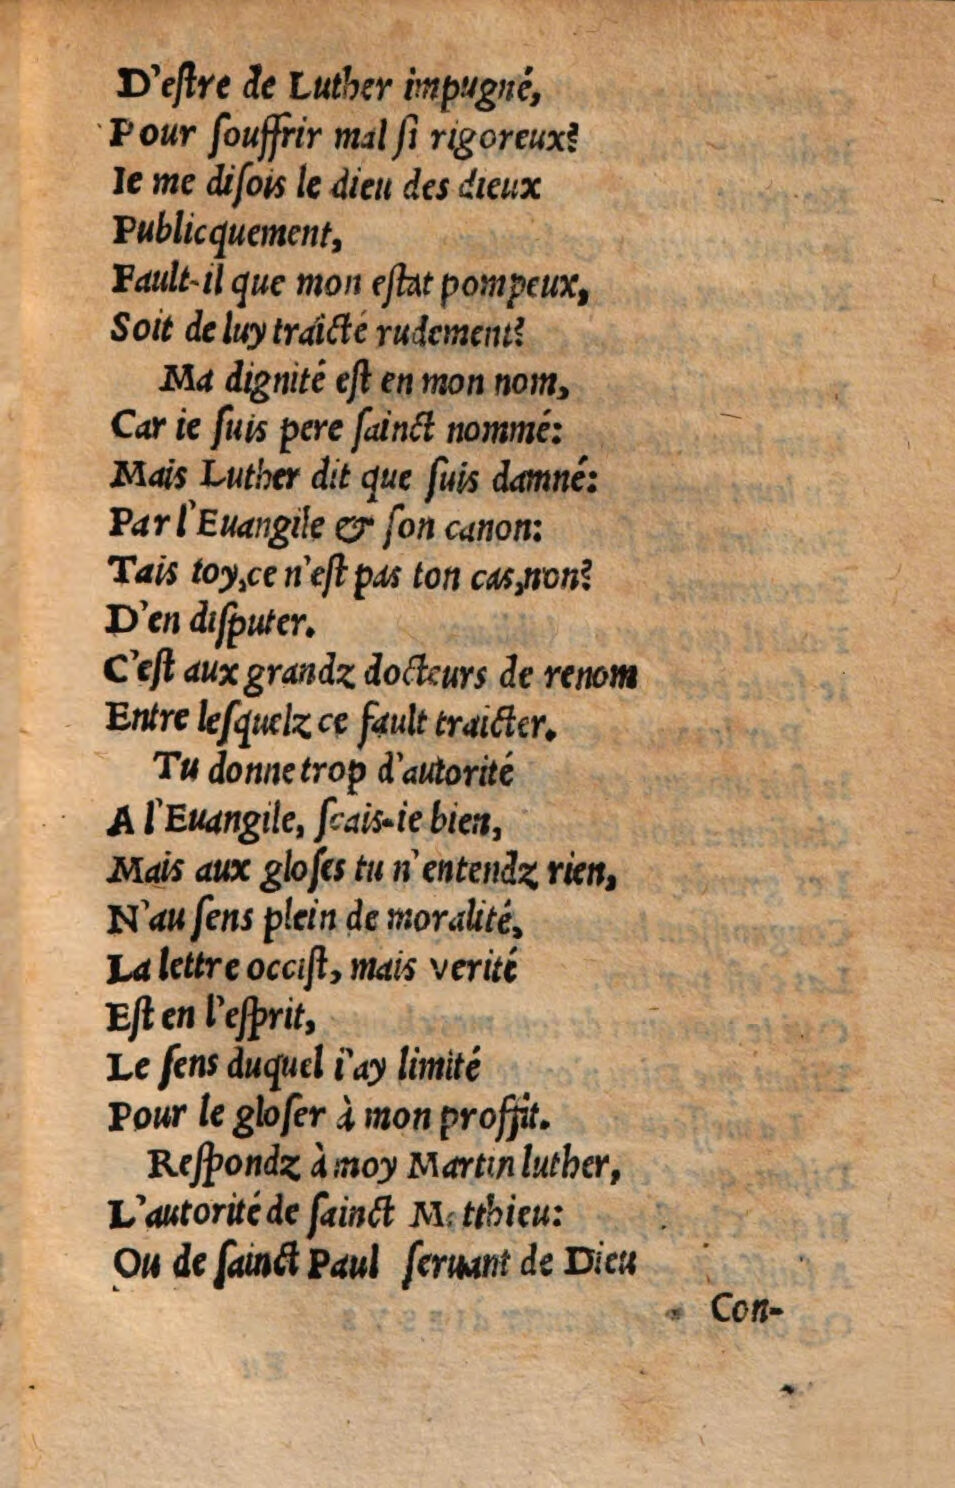 D'eſtre de Luther impugné,
Pour ſouffrir mal ſi rigoreux?
Ie me diſois le dieu des dieux
Publicquement,
Fault-il que mon eſtat pompeux,
Soit de luy traîcté rudement?
Ma dignité eſt en mon nom,
Car ie ſuis pere ſainct nommé:
Mais Luther dit que ſuis damné:
Par l'Euangile & ſon canon:
Tais toy,ce n'eſt pas ton cas,non?
D'en diſputer.
C'eſt aux grandz docteurs de renom
Entre leſquelz ce fault traicter.
Tu donne trop d'autorité
A l'Euangile, ſcais-ie bien,
Mais aux gloſes tu n'entendz rien,
N'au ſens plein de moralité,
La lettre occiſt, mais verité
Eſt en l'eſprit,
Le ſens duquel i'ay limité
Pour le gloſer à mon proffit.
Reſpondz à moy Martin luther,
L'autorité de ſainct Matthieu:
Ou de ſainct Paul ſeruant de Dieu
Con-